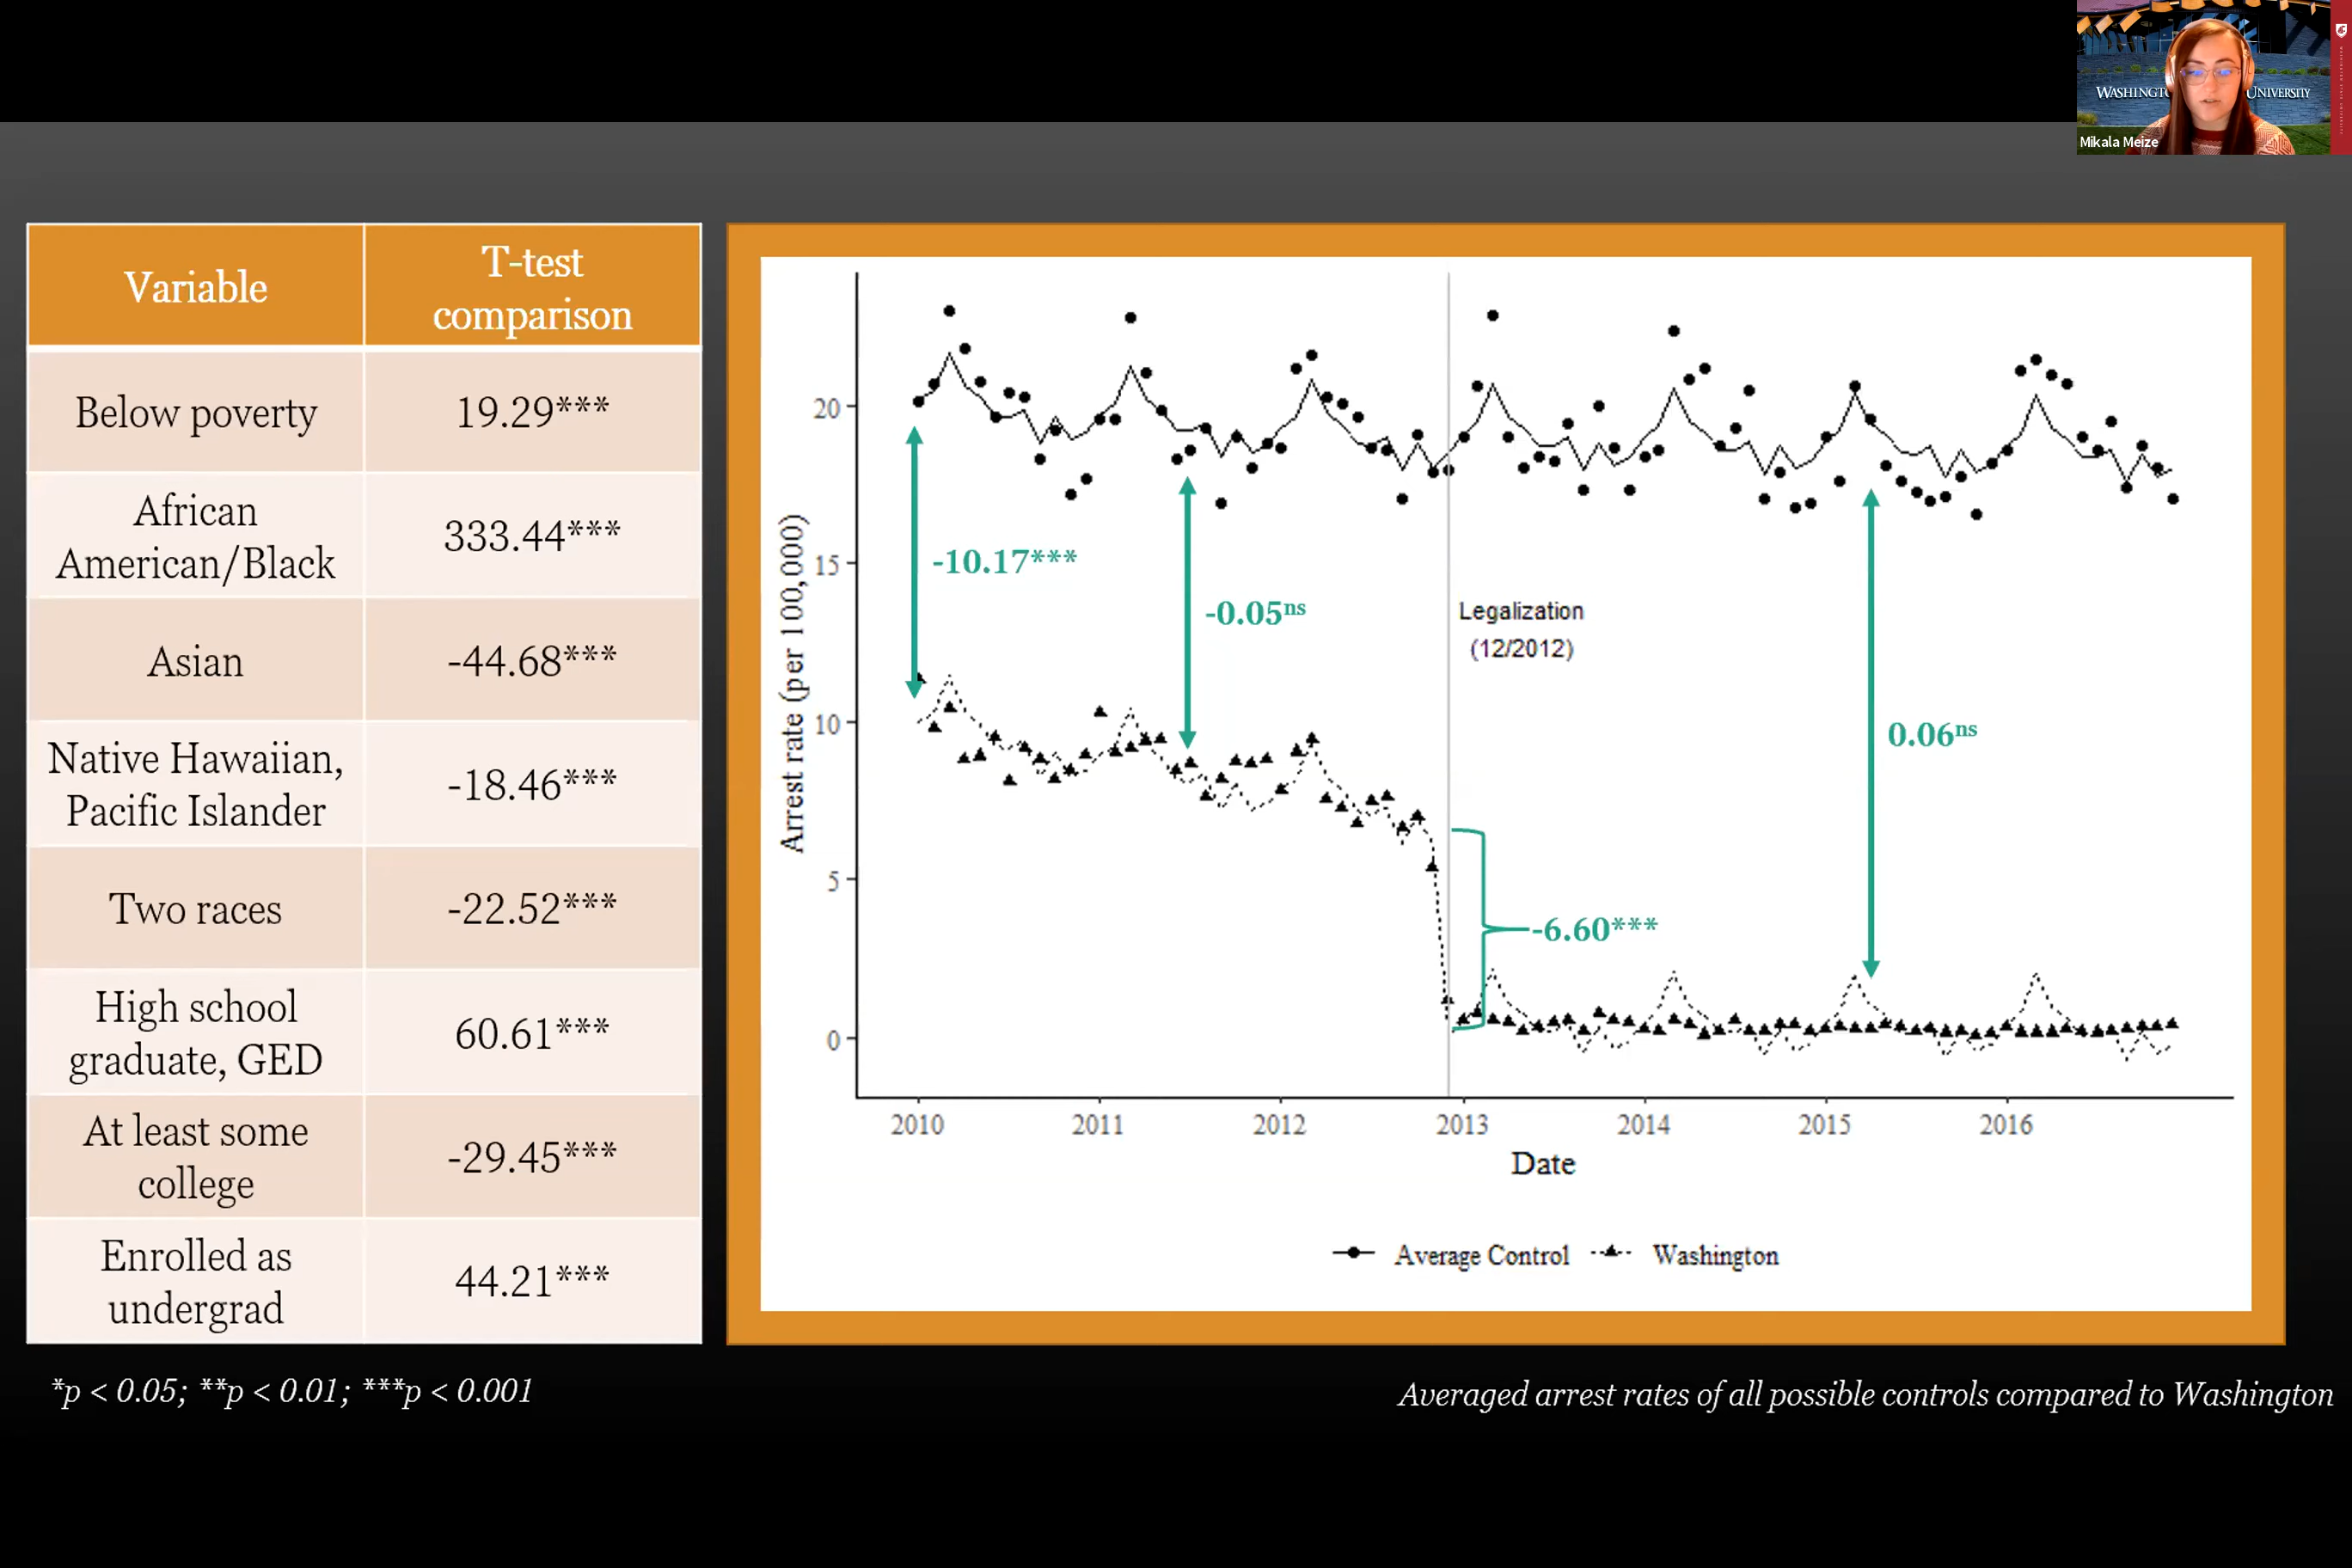 WASHINGT UNIVERSITY
Mikala Meize
Variable
T-test
comparison
Below poverty
19.29***
African
American/Black
333.44***
Asian
-44.68***
Native Hawaiian,
Pacific Islander
-18.46***
Two races
-22.52***
High school
graduate, GED
60.61***
At least some
college
-29.45***
Enrolled as
undergrad
44.21***
*p < 0.05; **p < 0.01; ***p < 0.001
Arrest rate (per 100,000)
20
15
10
5
0
-10.17***
-0.05ns
Legalization
(12/2012)
0.06ns
-6.60***
2010 2011 2012 2013 2014 2015 2016
Date
Average Control Washington
Averaged arrest rates of all possible controls compared to Washington